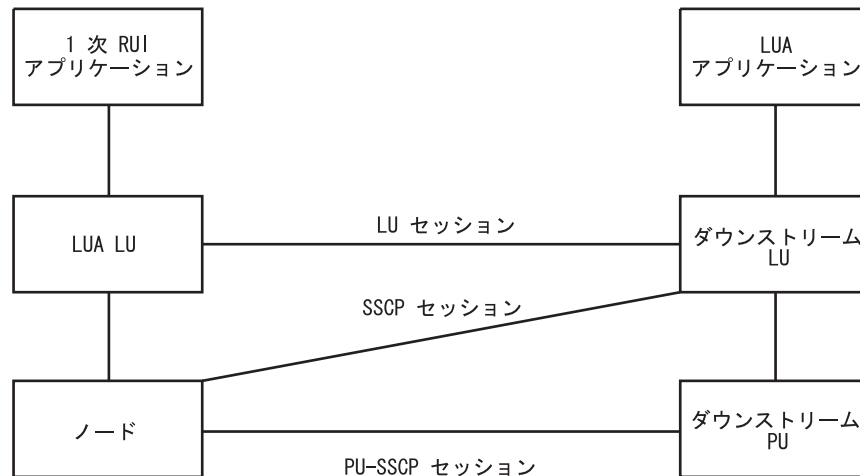 1 次 RUI
アプリケーション
LUA
アプリケーション
LUA LU
LU セッション
ダウンストリーム
LU
SSCP セッション
ノード
ダウンストリーム
PU
PU-SSCP セッション